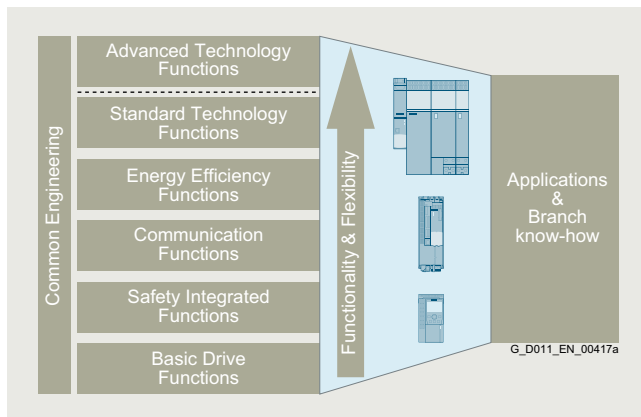 Common Engineering
Advanced Technology
Functions
Standard Technology
Functions
Energy Efficiency
Functions
Communication
Functions
Safety Integrated
Functions
Basic Drive
Functions
Functionality & Flexibility
Applications
&
Branch
know-how
G_D011_EN_00417a